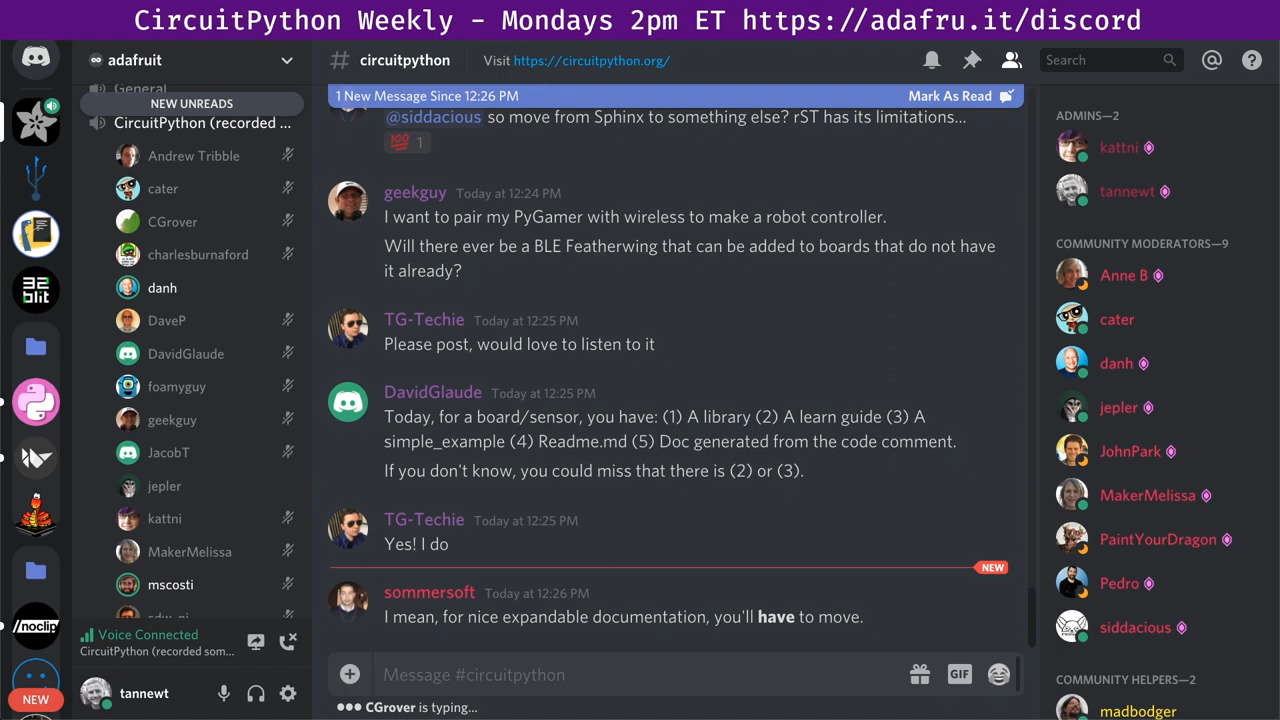 CircuitPython Weekly - Mondays 2pm ET https://adafru.it/discord
adafruit
General
NEW UNREADS
CircuitPython (recorded ...
Andrew Tribble
cater
CGrover
charlesburnaford
danh
DaveP
DavidGlaude
foamyguy
geekguy
JacobT
jepler
kattni
MakerMelissa
mscosti
Voice Connected
CircuitPython (recorded som...
tannewt
32
blit
/noclip
NEW
# circuitpython
Visit https://circuitpython.org/
Search
1 New Message Since 12:26 PM
Mark As Read
@siddacious so move from Sphinx to something else? rST has its limitations...
💯 1
geekguy Today at 12:24 PM
I want to pair my PyGamer with wireless to make a robot controller.
Will there ever be a BLE Featherwing that can be added to boards that do not have
it already?
TG-Techie Today at 12:25 PM
Please post, would love to listen to it
DavidGlaude Today at 12:25 PM
Today, for a board/sensor, you have: (1) A library (2) A learn guide (3) A
simple_example (4) Readme.md (5) Doc generated from the code comment.
If you don't know, you could miss that there is (2) or (3).
TG-Techie Today at 12:25 PM
Yes! I do
NEW
sommersoft Today at 12:26 PM
I mean, for nice expandable documentation, you'll have to move.
Message #circuitpython
GIF
CGrover is typing...
ADMINS—2
kattni
tannewt
COMMUNITY MODERATORS—9
Anne B
cater
danh
jepler
JohnPark
MakerMelissa
PaintYourDragon
Pedro
siddacious
COMMUNITY HELPERS—2
madbodger